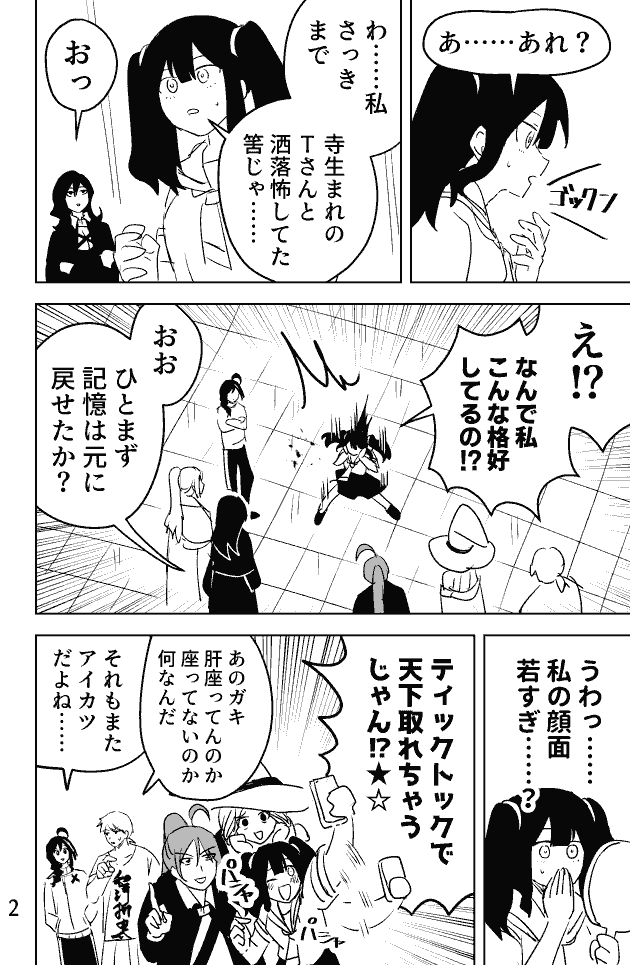 あ……あれ？
ゴックン
わ……私
さっき
まで
寺生まれの
Ｔさんと
洒落怖してた
筈じゃ……
おっ
え!?
なんで私
こんな格好
してるの!?
おお
ひとまず
記憶は元に
戻せたか？
うわっ……
私の顔面
若すぎ……？
ティックトックで
天下取れちゃう
じゃん!?★☆
あのガキ
肝座ってんのか
座ってないのか
何なんだ
それもまた
アイカツ
だよね……
パシャ
パシャ
2